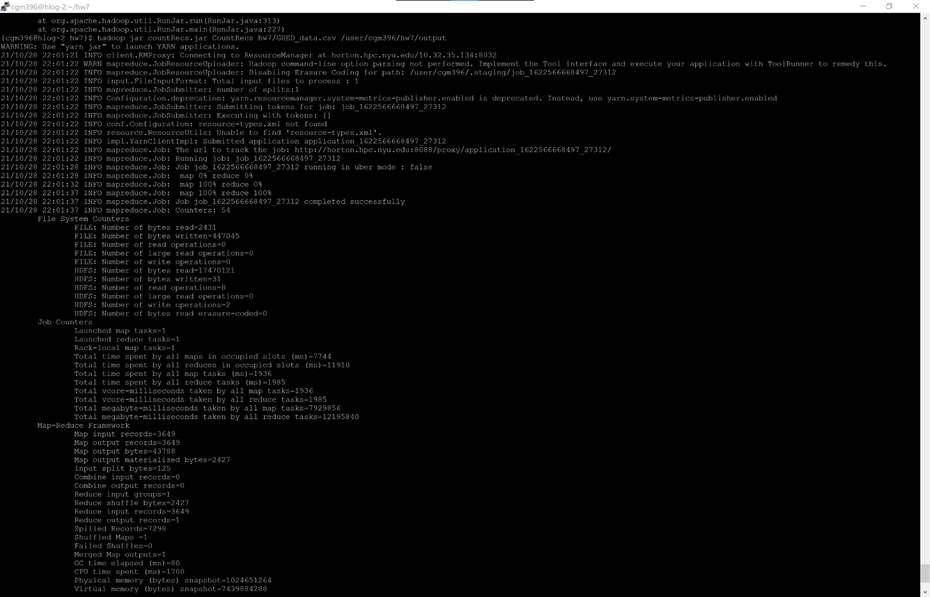 cgm396@hlog-2:~/hw7
at org.apache.hadoop.util.RunJar.run(RunJar.java:313)
at org.apache.hadoop.util.RunJar.main(RunJar.java:227)
[cgm396@hlog-2 hw7]$ hadoop jar countRecs.jar CountRecs hw7/GHED_data.csv /user/cgm396/hw7/output
WARNING: Use "yarn jar" to launch YARN applications.
21/10/28 22:01:21 INFO client.RMProxy: Connecting to ResourceManager at horton.hpc.nyu.edu/10.32.35.134:8032
21/10/28 22:01:22 WARN mapreduce.JobResourceUploader: Hadoop command-line option parsing not performed. Implement the Tool interface and execute your application with ToolRunner to remedy this.
21/10/28 22:01:22 INFO mapreduce.JobResourceUploader: Disabling Erasure Coding for path: /user/cgm396/.staging/job_1622566668497_27312
21/10/28 22:01:22 INFO input.FileInputFormat: Total input files to process : 1
21/10/28 22:01:22 INFO mapreduce.JobSubmitter: number of splits:1
21/10/28 22:01:22 INFO Configuration.deprecation: yarn.resourcemanager.system-metrics-publisher.enabled is deprecated. Instead, use yarn.system-metrics-publisher.enabled
21/10/28 22:01:22 INFO mapreduce.JobSubmitter: Submitting tokens for job: job_1622566668497_27312
21/10/28 22:01:22 INFO mapreduce.JobSubmitter: Executing with tokens: []
21/10/28 22:01:22 INFO conf.Configuration: resource-types.xml not found
21/10/28 22:01:22 INFO resource.ResourceUtils: Unable to find 'resource-types.xml'.
21/10/28 22:01:22 INFO impl.YarnClientImpl: Submitted application application_1622566668497_27312
21/10/28 22:01:22 INFO mapreduce.Job: The url to track the job: http://horton.hpc.nyu.edu:8088/proxy/application_1622566668497_27312/
21/10/28 22:01:22 INFO mapreduce.Job: Running job: job_1622566668497_27312
21/10/28 22:01:28 INFO mapreduce.Job: Job job_1622566668497_27312 running in uber mode : false
21/10/28 22:01:28 INFO mapreduce.Job:  map 0% reduce 0%
21/10/28 22:01:32 INFO mapreduce.Job:  map 100% reduce 0%
21/10/28 22:01:37 INFO mapreduce.Job:  map 100% reduce 100%
21/10/28 22:01:37 INFO mapreduce.Job: Job job_1622566668497_27312 completed successfully
21/10/28 22:01:37 INFO mapreduce.Job: Counters: 54
File System Counters
FILE: Number of bytes read=2431
FILE: Number of bytes written=447045
FILE: Number of read operations=0
FILE: Number of large read operations=0
FILE: Number of write operations=0
HDFS: Number of bytes read=17470121
HDFS: Number of bytes written=31
HDFS: Number of read operations=8
HDFS: Number of large read operations=0
HDFS: Number of write operations=2
HDFS: Number of bytes read erasure-coded=0
Job Counters
Launched map tasks=1
Launched reduce tasks=1
Rack-local map tasks=1
Total time spent by all maps in occupied slots (ms)=7744
Total time spent by all reduces in occupied slots (ms)=11910
Total time spent by all map tasks (ms)=1936
Total time spent by all reduce tasks (ms)=1985
Total vcore-milliseconds taken by all map tasks=1936
Total vcore-milliseconds taken by all reduce tasks=1985
Total megabyte-milliseconds taken by all map tasks=7929856
Total megabyte-milliseconds taken by all reduce tasks=12195840
Map-Reduce Framework
Map input records=3649
Map output records=3649
Map output bytes=43788
Map output materialized bytes=2427
Input split bytes=125
Combine input records=0
Combine output records=0
Reduce input groups=1
Reduce shuffle bytes=2427
Reduce input records=3649
Reduce output records=1
Spilled Records=7298
Shuffled Maps =1
Failed Shuffles=0
Merged Map outputs=1
GC time elapsed (ms)=80
CPU time spent (ms)=1700
Physical memory (bytes) snapshot=1024651264
Virtual memory (bytes) snapshot=7439884288